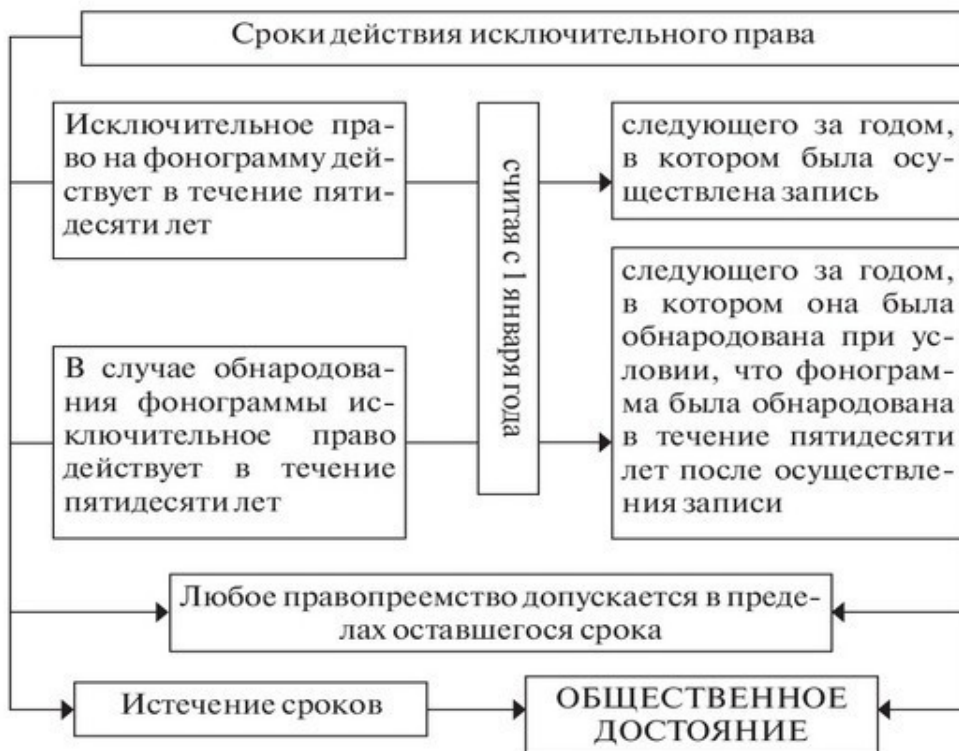 Сроки действия исключительного права
Исключительное пра-
во на фонограмму дей-
ствует в течение пяти-
десяти лет
считая с 1 января года
следующего за годом,
в котором была осу-
ществлена запись
В случае обнародова-
ния фонограммы ис-
ключительное право
действует в течение
пятидесяти лет
следующего за годом,
в котором она была
обнародована при ус-
ловии, что фонограм-
ма была обнародована
в течение пятидесяти
лет после осуществле-
ния записи
Любое правопреемство допускается в преде-
лах оставшегося срока
Истечение сроков
ОБЩЕСТВЕННОЕ
ДОСТОЯНИЕ